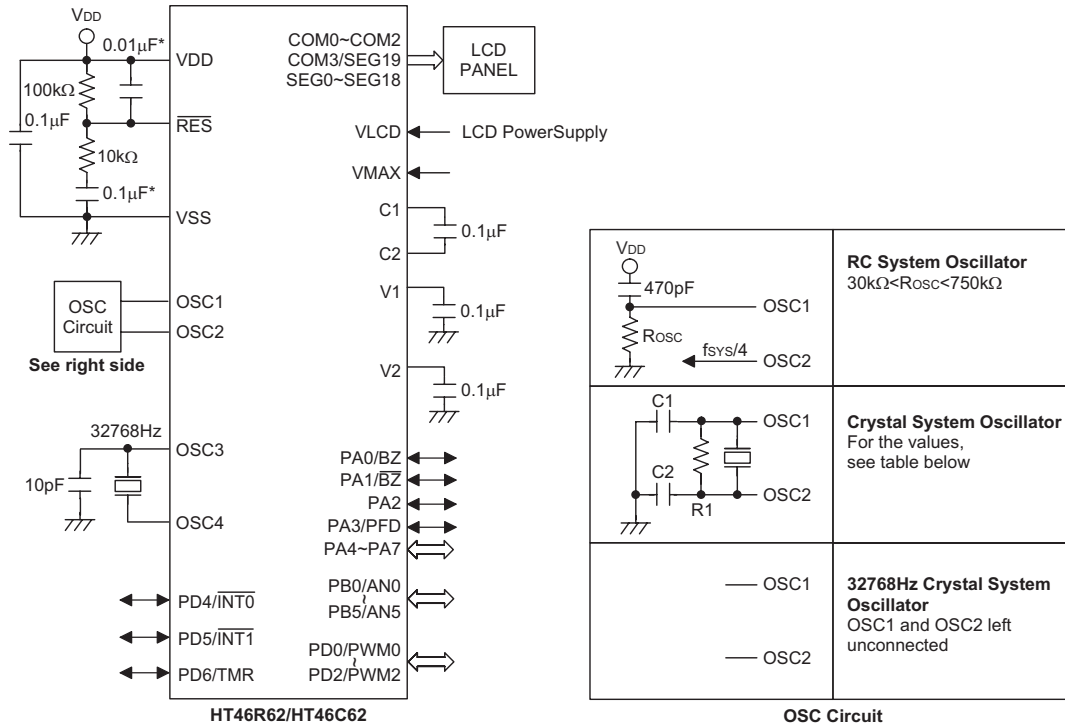 VDD
0.01μF*
VDD
100kΩ
0.1μF
RES
10kΩ
0.1μF*
VSS
OSC
Circuit
OSC1
OSC2
See right side
32768Hz
OSC3
10pF
OSC4
PD4/INT0
PD5/INT1
PD6/TMR
COM0~COM2
COM3/SEG19
SEG0~SEG18
LCD
PANEL
VLCD
LCD PowerSupply
VMAX
C1
0.1μF
C2
V1
0.1μF
V2
0.1μF
PA0/BZ
PA1/BZ
PA2
PA3/PFD
PA4~PA7
PB0/AN0
~
PB5/AN5
PD0/PWM0
~
PD2/PWM2
HT46R62/HT46C62
VDD
470pF
OSC1
ROSC
fSYS/4
OSC2
RC System Oscillator
30kΩ<ROSC<750kΩ
C1
OSC1
C2
OSC2
R1
Crystal System Oscillator
For the values,
see table below
OSC1
OSC2
32768Hz Crystal System
Oscillator
OSC1 and OSC2 left
unconnected
OSC Circuit